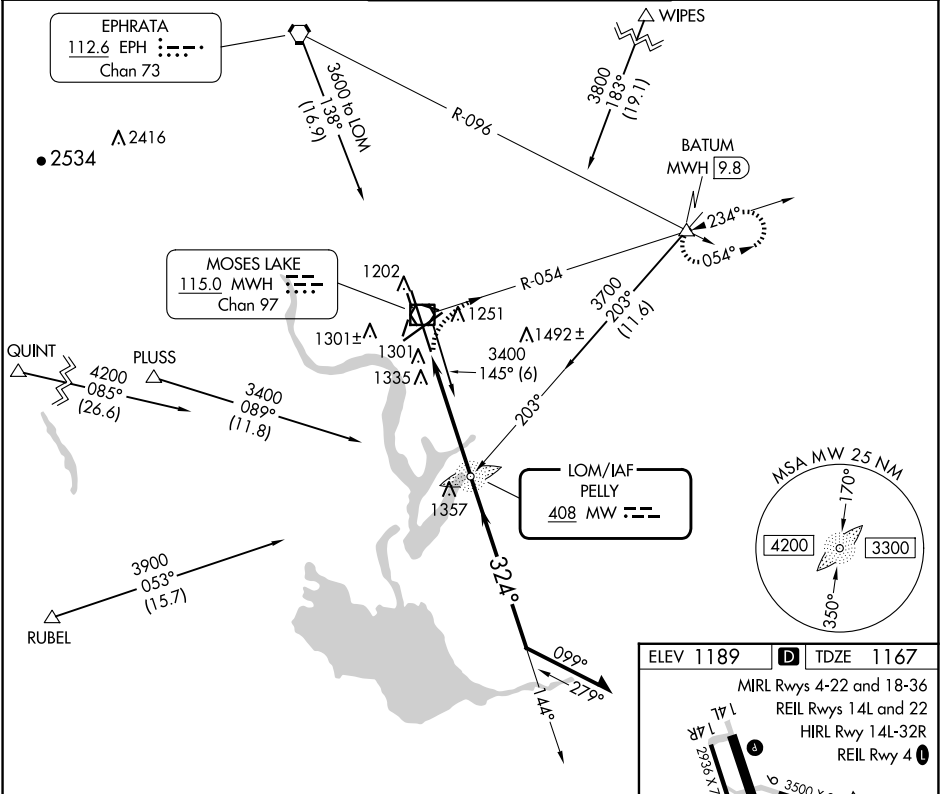 EPHRATA
112.6 EPH
Chan 73
WIPES
3600 to LOM
138°
(16.9)
3800
183°
(19.1)
R-096
2416
2534
BATUM
MWH 9.8
234°
054°
MOSES LAKE
115.0 MWH
Chan 97
1202
R-054
1251
3700
203°
(11.6)
1301±
1492±
1301
3400
145° (6)
1335
QUINT
PLUSS
4200
085°
(26.6)
3400
089°
(11.8)
203°
LOM/IAF
PELLY
408 MW
1357
MSA MW 25 NM
170°
4200
3300
350°
3900
053°
(15.7)
324°
RUBEL
099°
279°
144°
ELEV 1189 D TDZE 1167
MIRL Rwys 4-22 and 18-36
REIL Rwys 14L and 22
HIRL Rwy 14L-32R
REIL Rwy 4 L
14L
14R
P
2936 X 7
9
3500 X